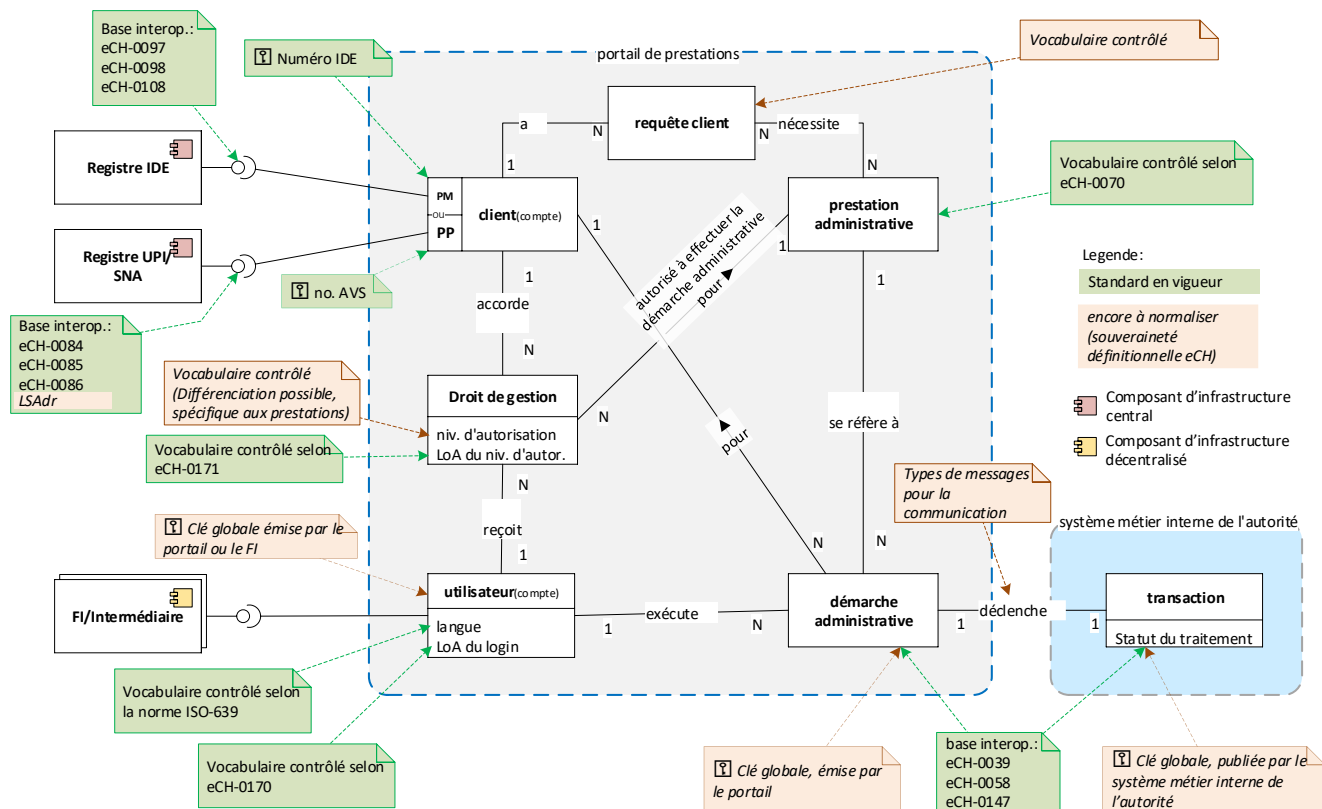 Base interop.:
eCH-0097
eCH-0098
eCH-0108
Numéro IDE
portail de prestations
Vocabulaire contrôlé
requête client
a
N
N
nécessite
1
N
Registre IDE
PM
ou
PP
client(compte)
prestation
administrative
Vocabulaire contrôlé selon
eCH-0070
Registre UPI/
SNA
1
1
1
1
autorisé à effectuer la
démarche administrative
pour
no. AVS
accorde
Legende:
Standard en vigueur
encore à normaliser
(souveraineté
définitionnelle eCH)
Composant d'infrastructure
central
Composant d'infrastructure
décentralisé
Base interop.:
eCH-0084
eCH-0085
eCH-0086
LSAdr
N
Vocabulaire contrôlé
(Différenciation possible,
spécifique aux prestations)
Droit de gestion
niv. d'autorisation
LoA du niv. d'autor.
N
Vocabulaire contrôlé selon
eCH-0171
se réfère à
pour
N
reçoit
1
Types de messages
pour la
communication
système métier interne de l'autorité
Clé globale émise par le
portail ou le FI
N
N
FI/Intermédiaire
utilisateur(compte)
langue
LoA du login
1
exécute
N
démarche
administrative
1
déclenche
1
transaction
Statut du traitement
Vocabulaire contrôlé selon
la norme ISO-639
Vocabulaire contrôlé selon
eCH-0170
Clé globale, émise par
le portail
base interop.:
eCH-0039
eCH-0058
eCH-0147
Clé globale, publiée par le
système métier interne de
l'autorité